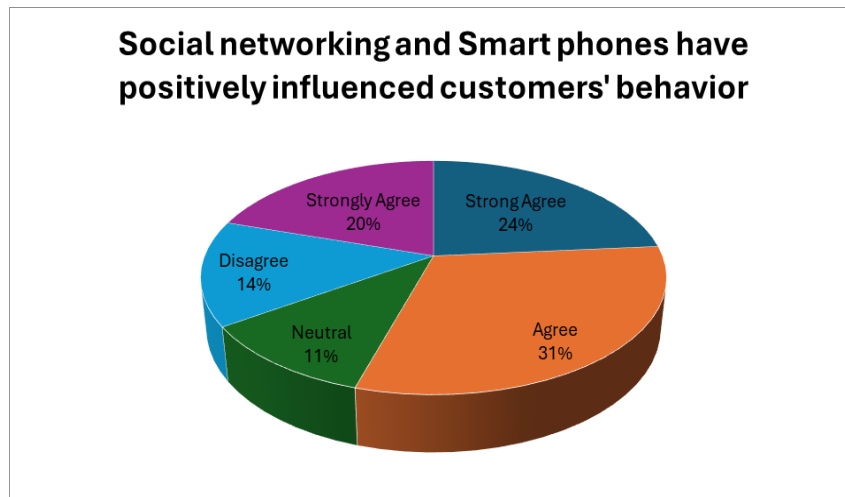 Social networking and Smart phones have
positively influenced customers' behavior
Strongly Agree
20%
Strong Agree
24%
Disagree
14%
Neutral
11%
Agree
31%